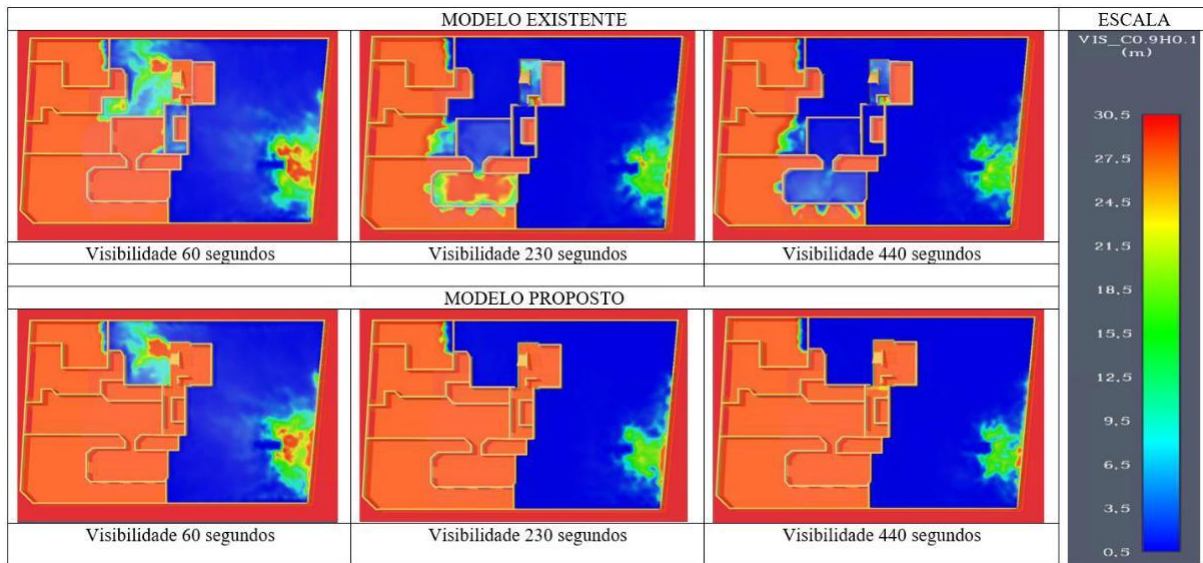 MODELO EXISTENTE
ESCALA
VIS_C0.9H0.1
(m)
30,5
27,5
24,5
21,5
18,5
15,5
12,5
9,5
6,5
3,5
0,5
Visibilidade 60 segundos
Visibilidade 230 segundos
Visibilidade 440 segundos
MODELO PROPOSTO
Visibilidade 60 segundos
Visibilidade 230 segundos
Visibilidade 440 segundos